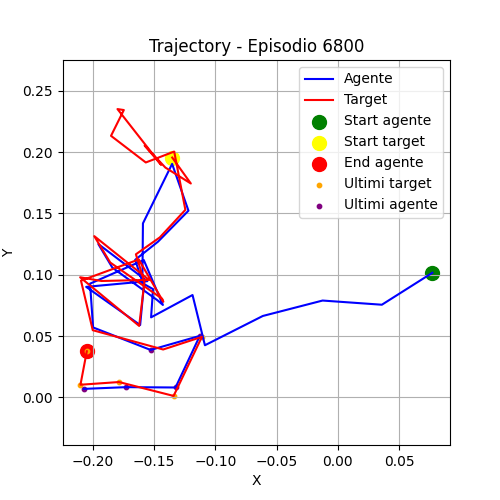 Trajectory - Episodio 6800
Agente
Target
Start agente
Start target
End agente
Ultimi target
Ultimi agente
Y
0.25
0.20
0.15
0.10
0.05
0.00
−0.20 −0.15 −0.10 −0.05 0.00 0.05
X